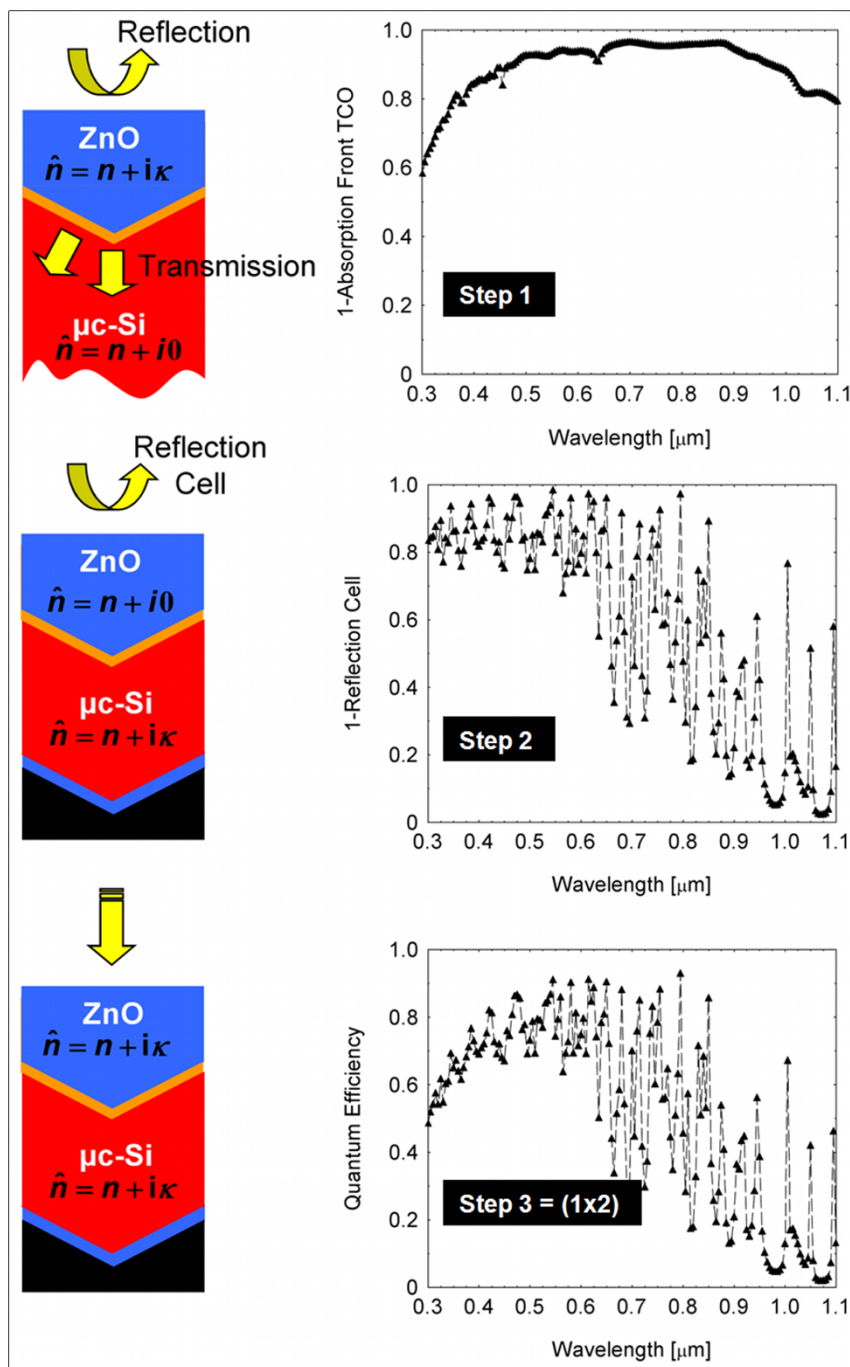 Reflection
ZnO
n̂ = n + iκ
Transmission
µc-Si
n̂ = n + i0
1-Absorption Front TCO
1.0
0.8
0.6
0.4
0.2
0
Step 1
0.3 0.4 0.5 0.6 0.7 0.8 0.9 1.0 1.1
Wavelength [µm]
Reflection
Cell
ZnO
n̂ = n + i0
µc-Si
n̂ = n + iκ
1-Reflection Cell
1.0
0.8
0.6
0.4
0.2
0
Step 2
0.3 0.4 0.5 0.6 0.7 0.8 0.9 1.0 1.1
Wavelength [µm]
ZnO
n̂ = n + iκ
µc-Si
n̂ = n + iκ
Quantum Efficiency
1.0
0.8
0.6
0.4
0.2
0
Step 3 = (1x2)
0.3 0.4 0.5 0.6 0.7 0.8 0.9 1.0 1.1
Wavelength [µm]